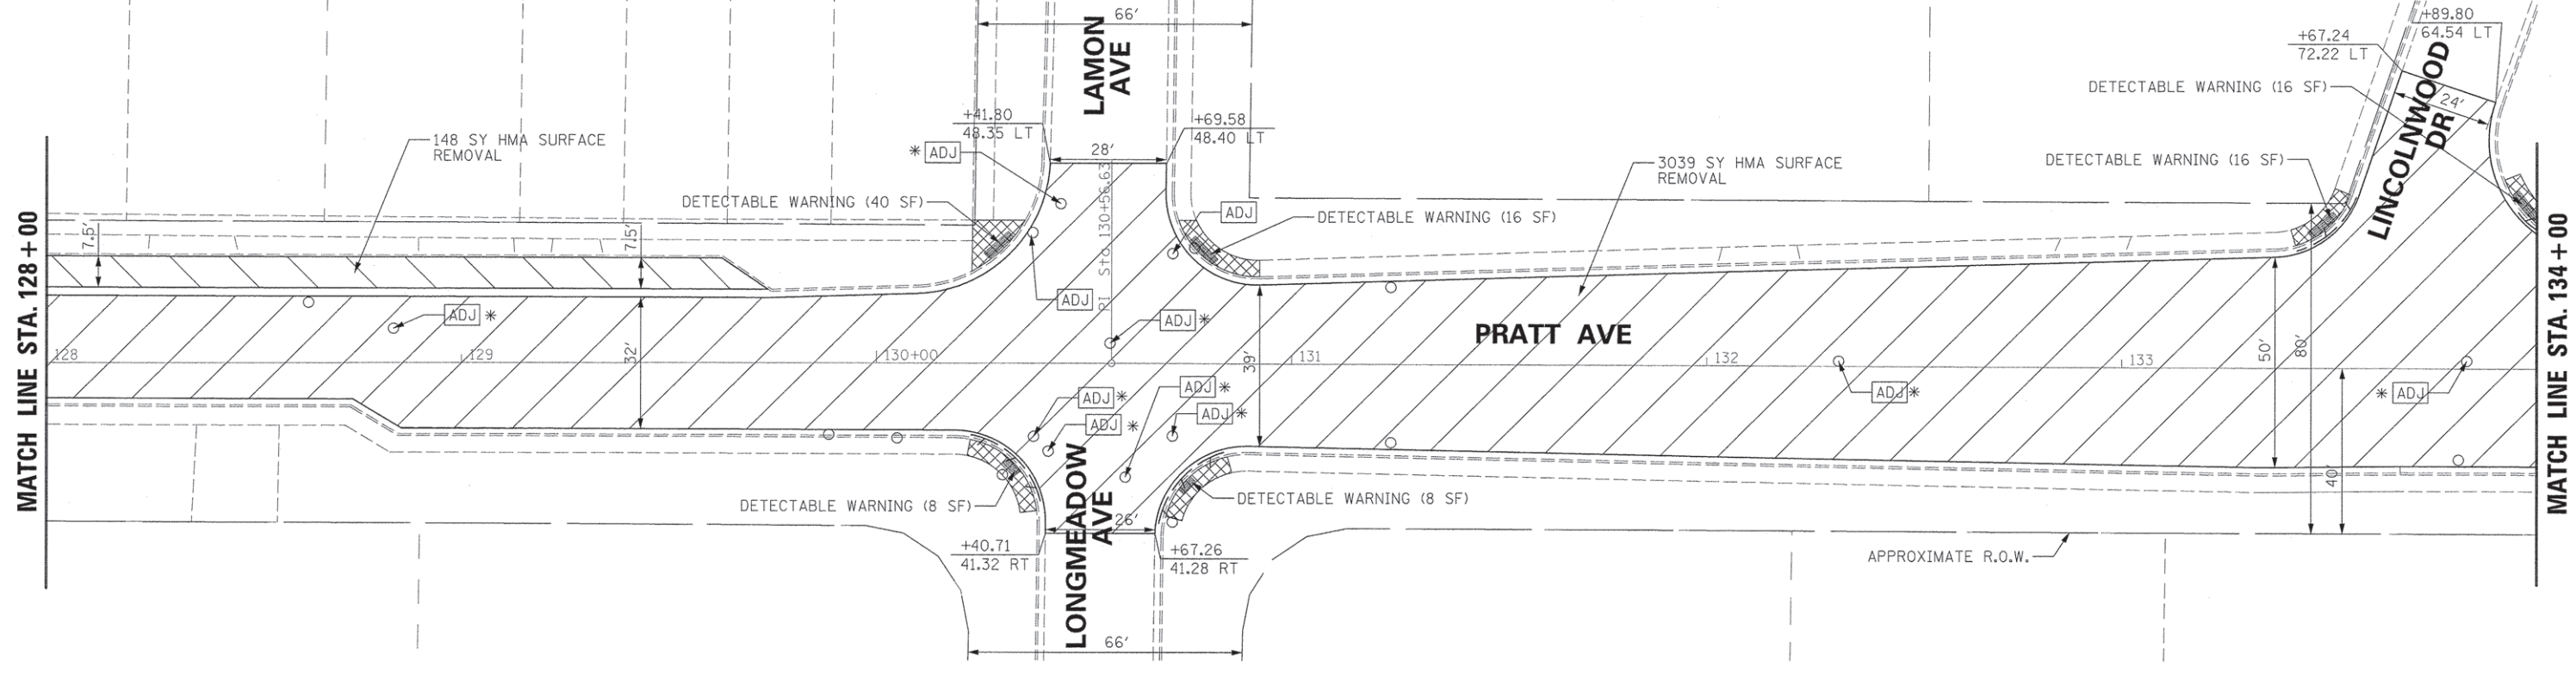 66'
LAMON
AVE
+89.80
64.54 LT
+67.24
72.22 LT
LINCOLNWOOD
DR
24'
DETECTABLE WARNING (16 SF)
+41.80
48.35 LT
+69.58
48.40 LT
148 SY HMA SURFACE
REMOVAL
* ADJ
28'
DETECTABLE WARNING (16 SF)
3039 SY HMA SURFACE
REMOVAL
DETECTABLE WARNING (40 SF)
ADJ
DETECTABLE WARNING (16 SF)
MATCH LINE STA. 128+00
7.5'
7.5'
Sta 130+56.63
ADJ
ADJ *
ADJ *
PRATT AVE
128
129
32'
130+00
39'
131
132
133
50'
80'
MATCH LINE STA. 134+00
ADJ *
ADJ *
ADJ *
ADJ *
ADJ *
* ADJ
40'
DETECTABLE WARNING (8 SF)
DETECTABLE WARNING (8 SF)
LONGMEADOW
AVE
26'
+40.71
41.32 RT
+67.26
41.28 RT
APPROXIMATE R.O.W.
66'